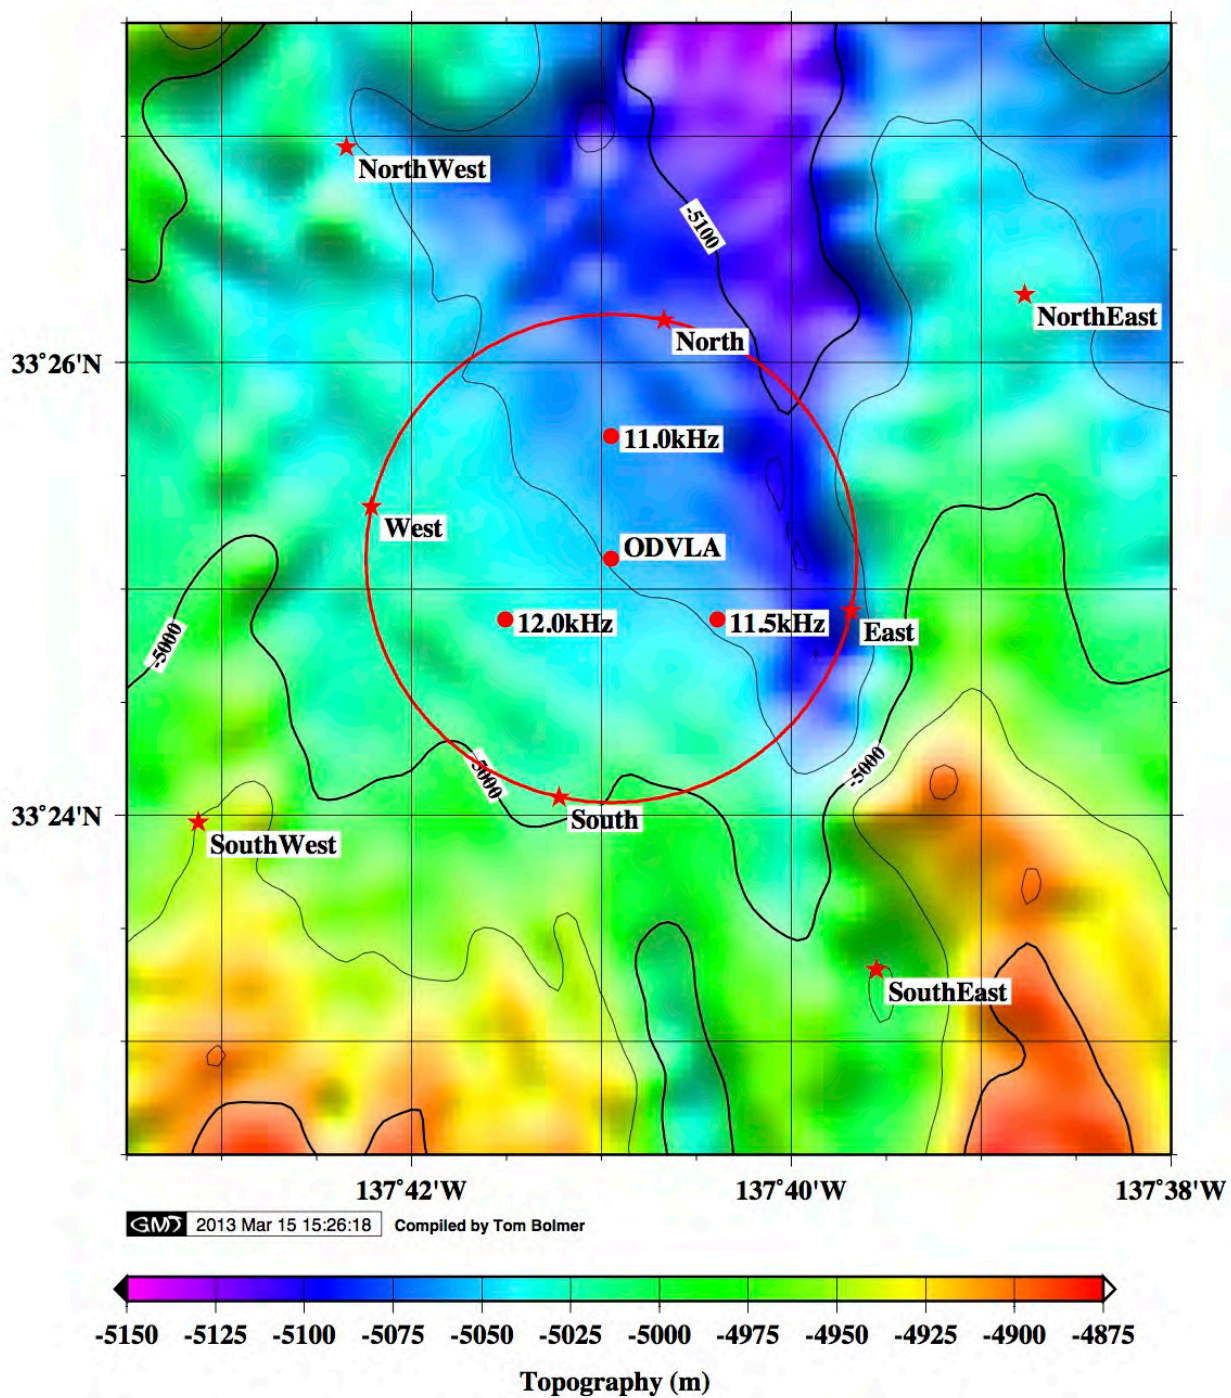 NorthWest
-5100
NorthEast
33°26'N
North
11.0kHz
West
ODVLA
12.0kHz
11.5kHz
East
-5000
-5000
-5000
33°24'N
South
SouthWest
SouthEast
137°42'W 137°40'W 137°38'W
GMT 2013 Mar 15 15:26:18 Compiled by Tom Bolmer
-5150 -5125 -5100 -5075 -5050 -5025 -5000 -4975 -4950 -4925 -4900 -4875
Topography (m)